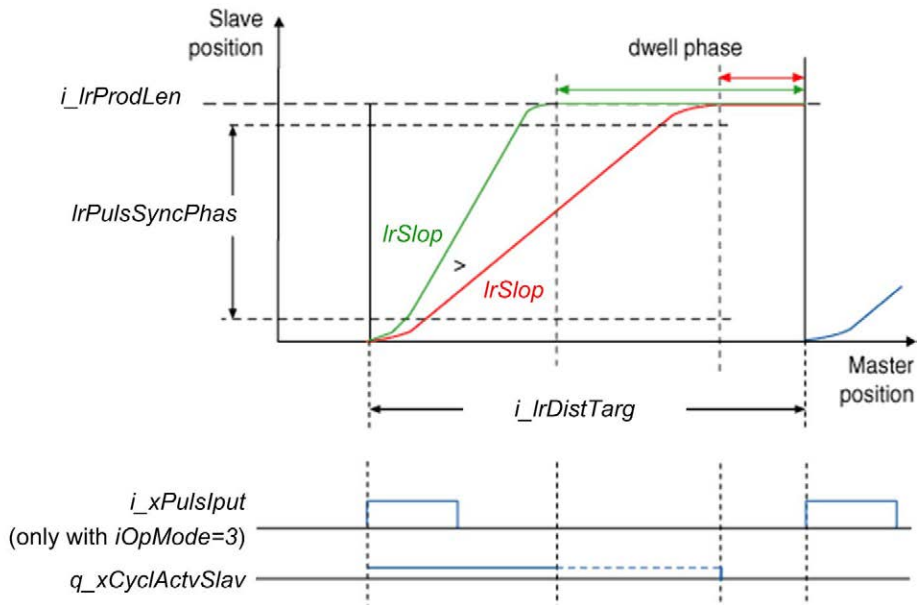 Slave
position
dwell phase
i_lrProdLen
lrPulsSyncPhas
lrSlop
>
lrSlop
Master
position
i_lrDistTarg
i_xPulsIput
(only with iOpMode=3)
q_xCyclActvSlav